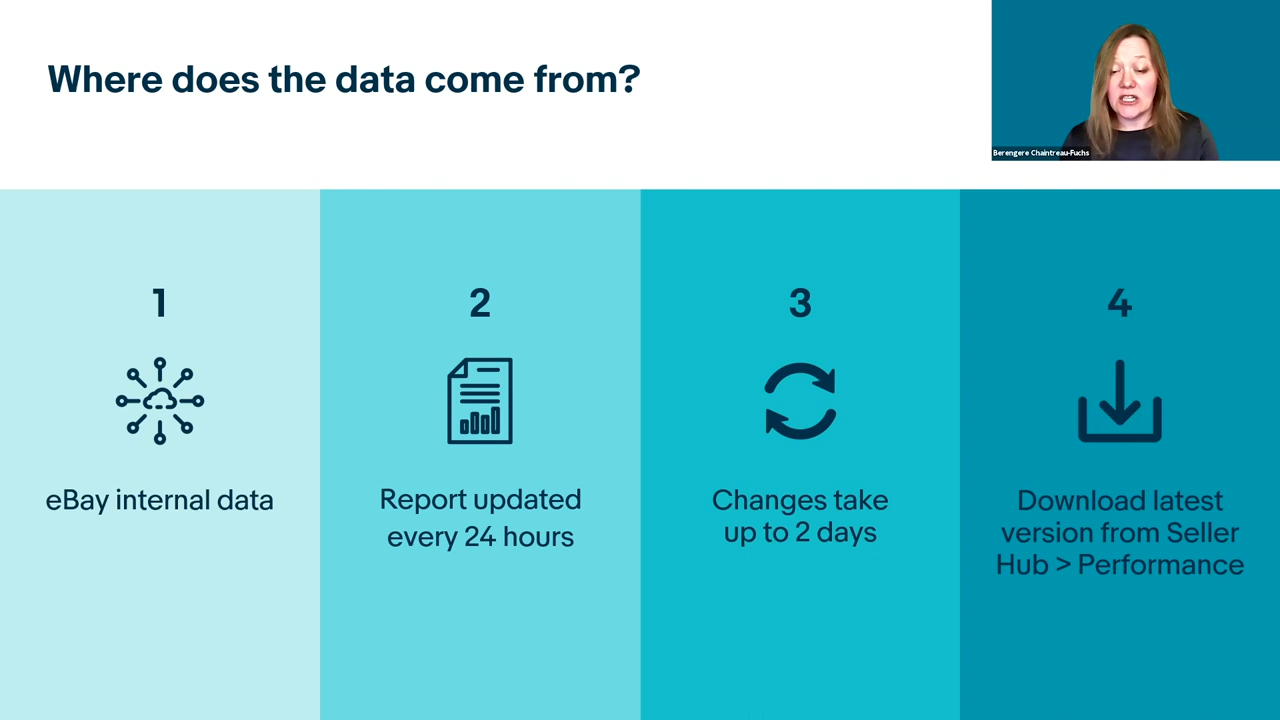 Where does the data come from?
Berengere Chaintreau-Fuchs
1
eBay internal data
2
Report updated
every 24 hours
3
Changes take
up to 2 days
4
Download latest
version from Seller
Hub > Performance